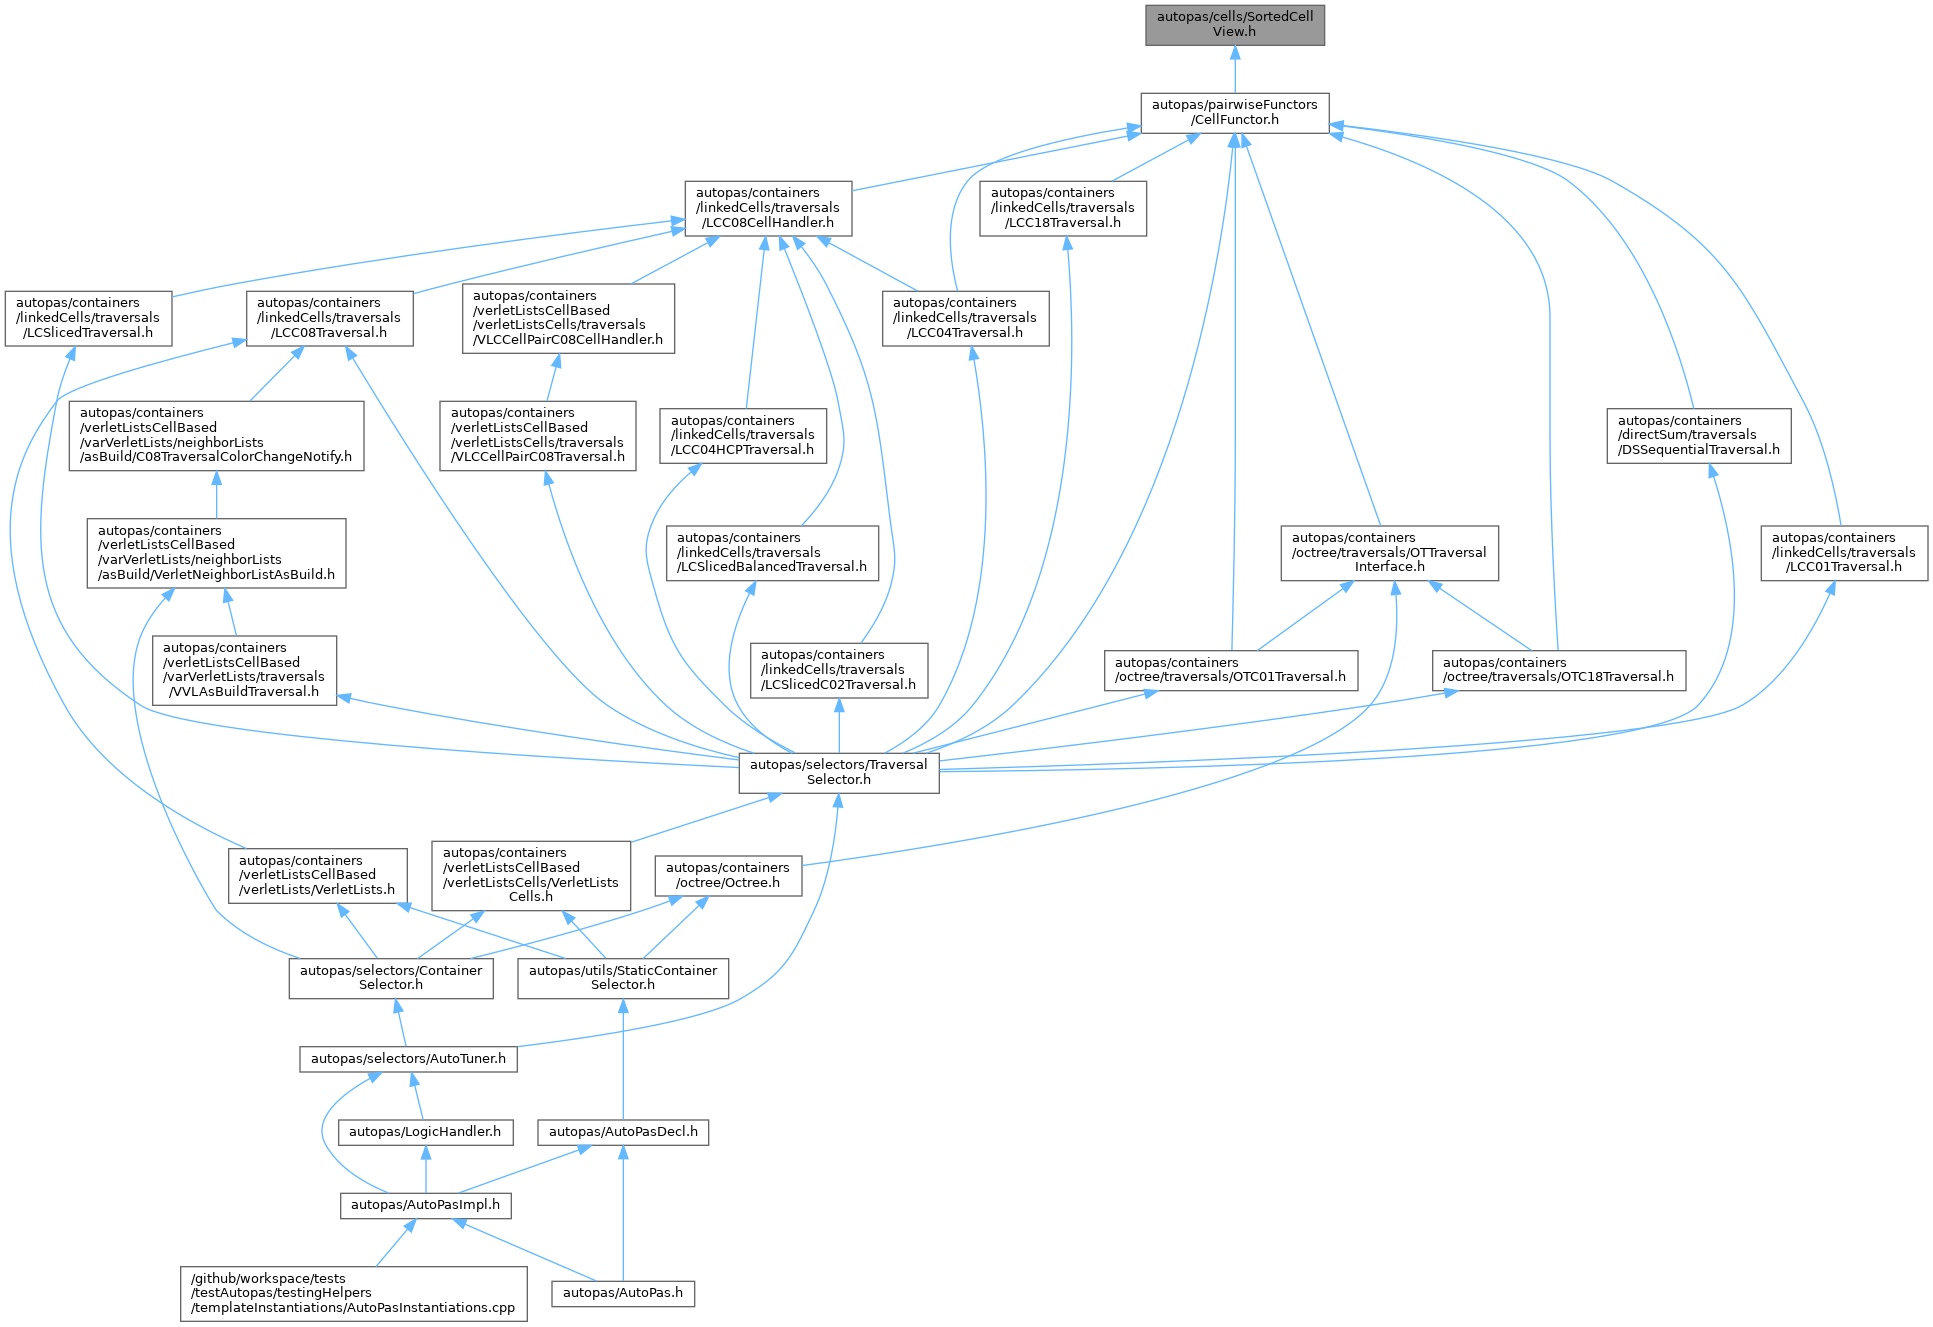 autopas/cells/SortedCell
View.h
autopas/pairwiseFunctors
/CellFunctor.h
autopas/containers
/linkedCells/traversals
/LCC08CellHandler.h
autopas/containers
/linkedCells/traversals
/LCC18Traversal.h
autopas/containers
/linkedCells/traversals
/LCSlicedTraversal.h
autopas/containers
/linkedCells/traversals
/LCC08Traversal.h
autopas/containers
/verletListsCellBased
/verletListsCells/traversals
/VLCCellPairC08CellHandler.h
autopas/containers
/linkedCells/traversals
/LCC04Traversal.h
autopas/containers
/verletListsCellBased
/varVerletLists/neighborLists
/asBuild/C08TraversalColorChangeNotify.h
autopas/containers
/verletListsCellBased
/verletListsCells/traversals
/VLCCellPairC08Traversal.h
autopas/containers
/linkedCells/traversals
/LCC04HCPTraversal.h
autopas/containers
/directSum/traversals
/DSSequentialTraversal.h
autopas/containers
/verletListsCellBased
/varVerletLists/neighborLists
/asBuild/VerletNeighborListAsBuild.h
autopas/containers
/linkedCells/traversals
/LCSlicedBalancedTraversal.h
autopas/containers
/octree/traversals/OTTraversal
Interface.h
autopas/containers
/linkedCells/traversals
/LCC01Traversal.h
autopas/containers
/verletListsCellBased
/varVerletLists/traversals
/VVLAsBuildTraversal.h
autopas/containers
/linkedCells/traversals
/LCSlicedC02Traversal.h
autopas/containers
/octree/traversals/OTC01Traversal.h
autopas/containers
/octree/traversals/OTC18Traversal.h
autopas/selectors/Traversal
Selector.h
autopas/containers
/verletListsCellBased
/verletLists/VerletLists.h
autopas/containers
/verletListsCellBased
/verletListsCells/VerletLists
Cells.h
autopas/containers
/octree/Octree.h
autopas/selectors/Container
Selector.h
autopas/utils/StaticContainer
Selector.h
autopas/selectors/AutoTuner.h
autopas/LogicHandler.h
autopas/AutoPasDecl.h
autopas/AutoPasImpl.h
/github/workspace/tests
/testAutopas/testingHelpers
/templateInstantiations/AutoPasInstantiations.cpp
autopas/AutoPas.h